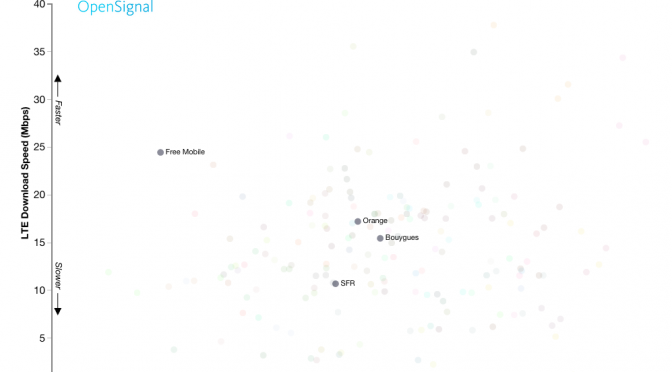 OpenSignal
40
35
30
25
20
15
10
5
LTE Download Speed (Mbps)
Faster
Slower
Free Mobile
Orange
Bouygues
SFR